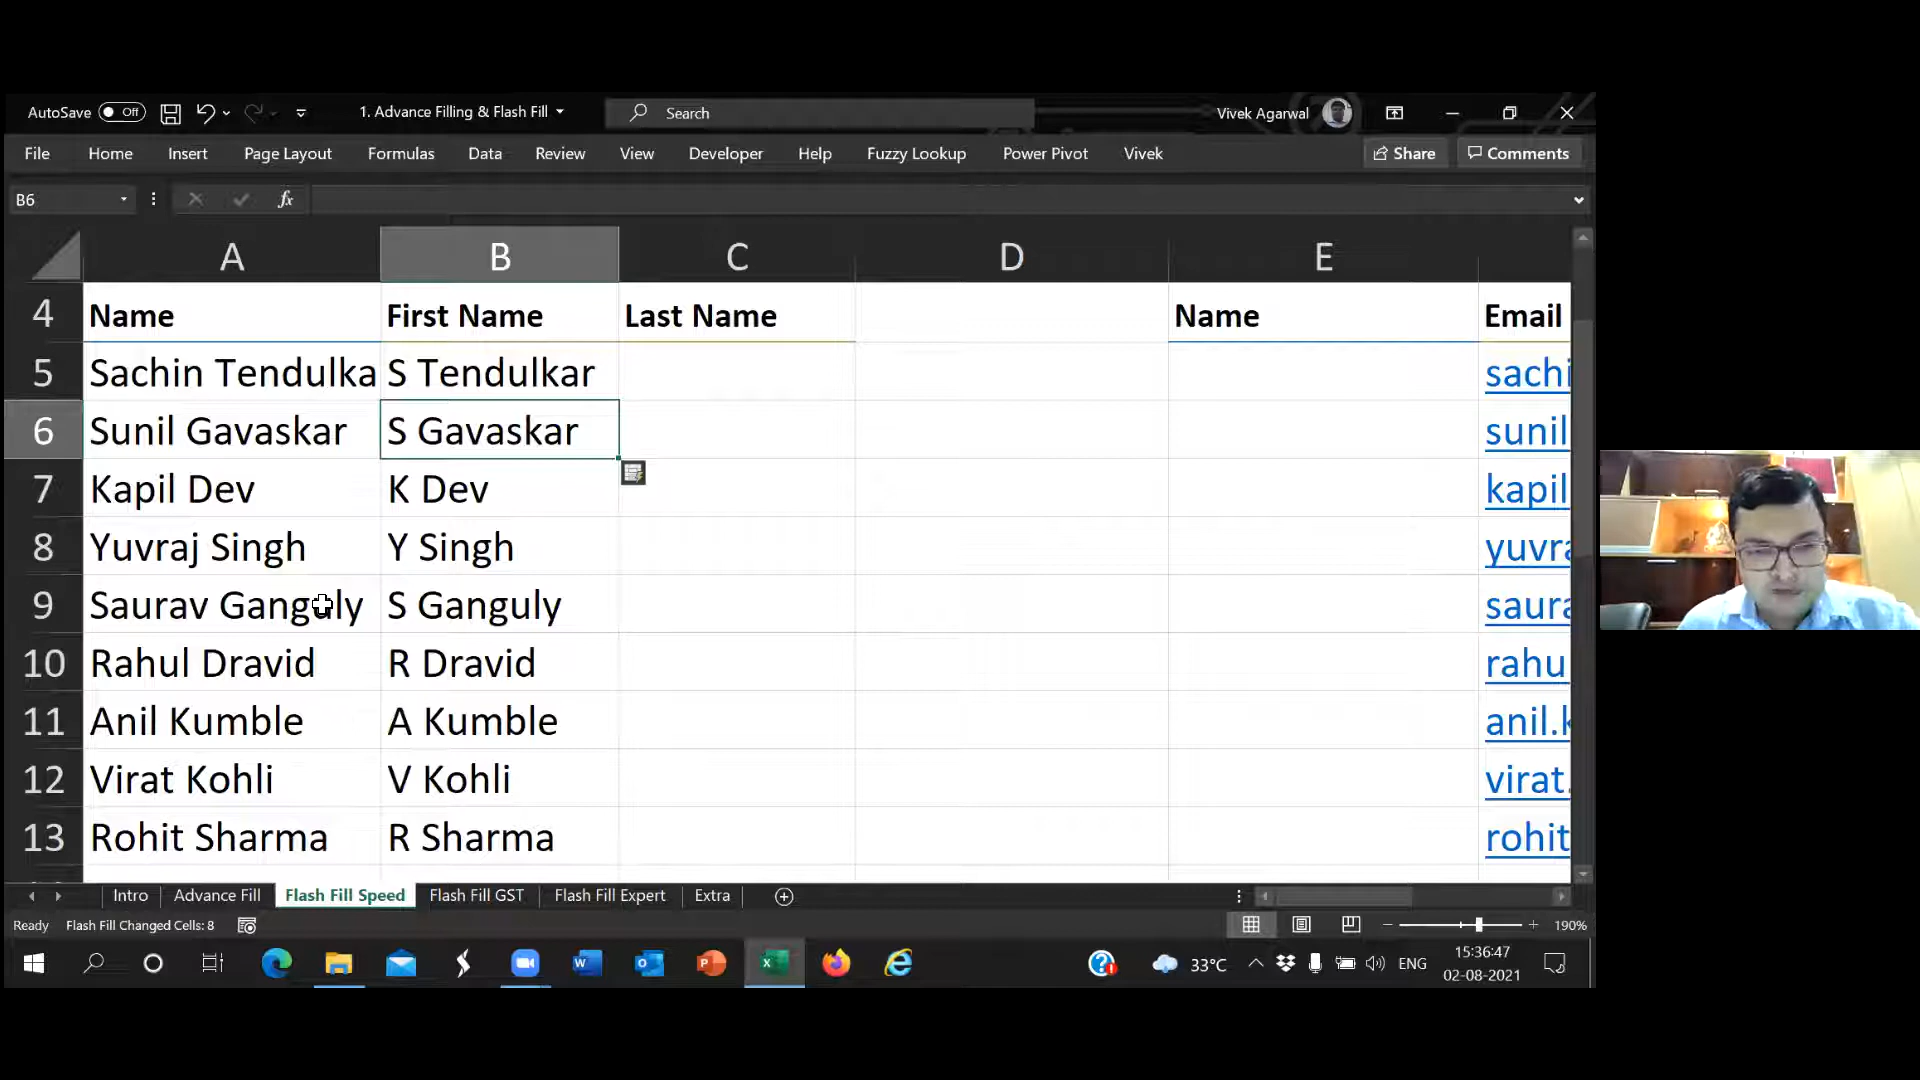 AutoSave Off 1. Advance Filling & Flash Fill Search Vivek Agarwal
File Home Insert Page Layout Formulas Data Review View Developer Help Fuzzy Lookup Power Pivot Vivek Share Comments
B6 fx
A B C D E
4 Name First Name Last Name Name Email
5 Sachin Tendulka S Tendulkar sachi
6 Sunil Gavaskar S Gavaskar sunil
7 Kapil Dev K Dev kapil
8 Yuvraj Singh Y Singh yuvra
9 Saurav Ganguly S Ganguly saura
10 Rahul Dravid R Dravid rahu
11 Anil Kumble A Kumble anil.k
12 Virat Kohli V Kohli virat.
13 Rohit Sharma R Sharma rohit
Intro Advance Fill Flash Fill Speed Flash Fill GST Flash Fill Expert Extra
Ready Flash Fill Changed Cells: 8 190%
33°C ENG 15:36:47
02-08-2021